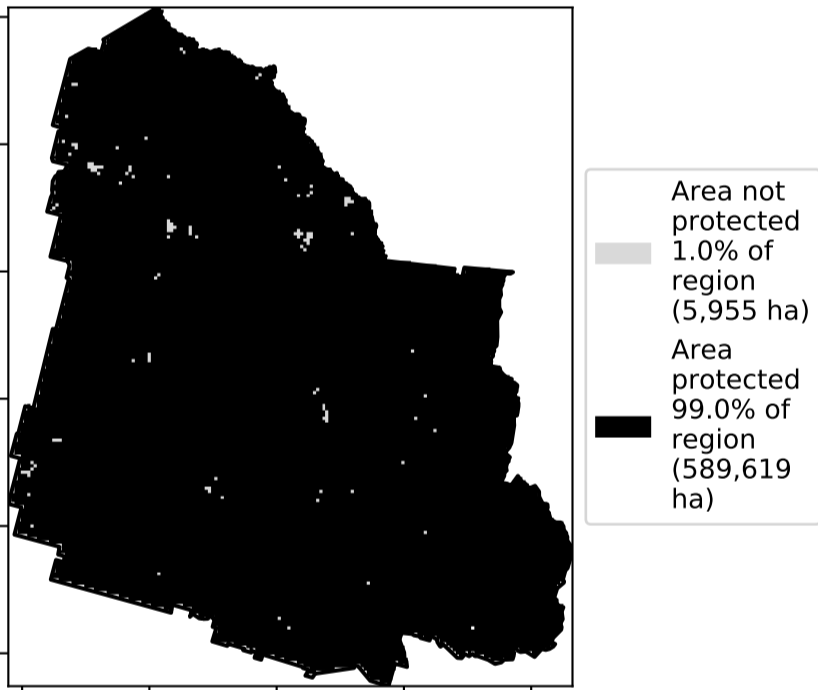 Area not
protected
1.0% of
region
(5,955 ha)
Area
protected
99.0% of
region
(589,619
ha)